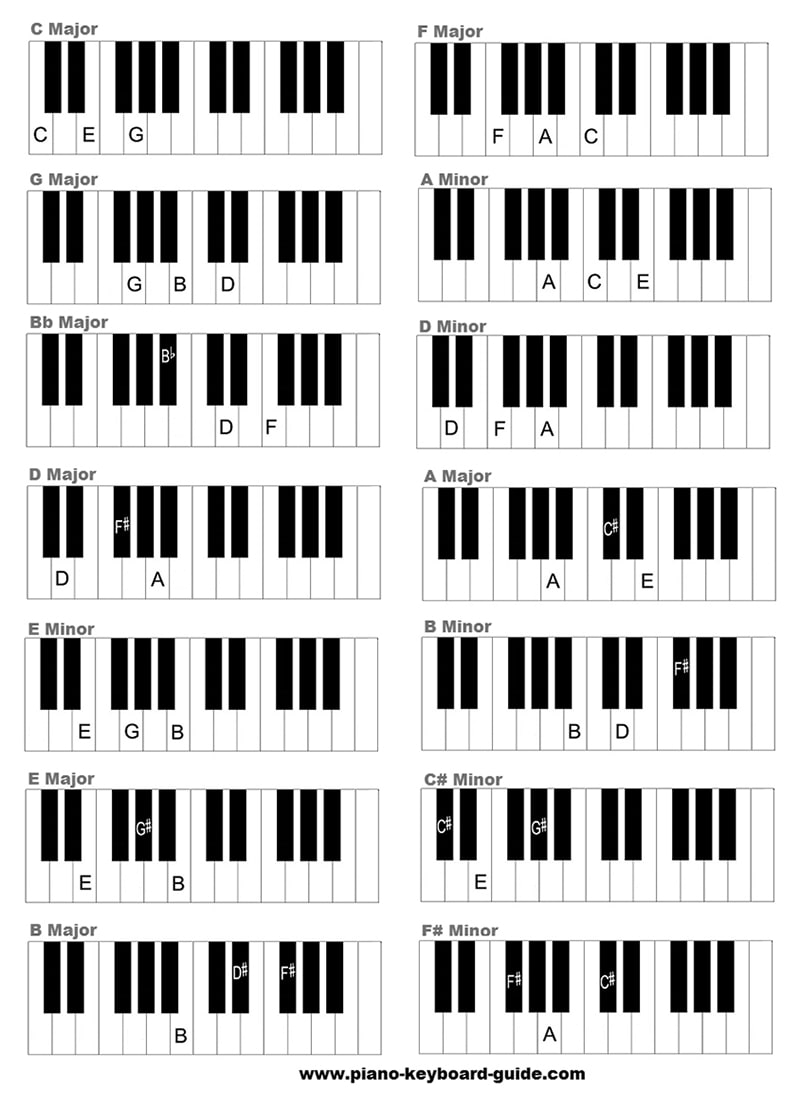 C Major
C E G
F Major
F A C
G Major
G B D
A Minor
A C E
Bb Major
B♭
D F
D Minor
D F A
D Major
F#
D A
A Major
C#
A E
E Minor
E G B
B Minor
F#
B D
E Major
G#
E B
C# Minor
C# G#
E
B Major
D# F#
B
F# Minor
F# C#
A
www.piano-keyboard-guide.com